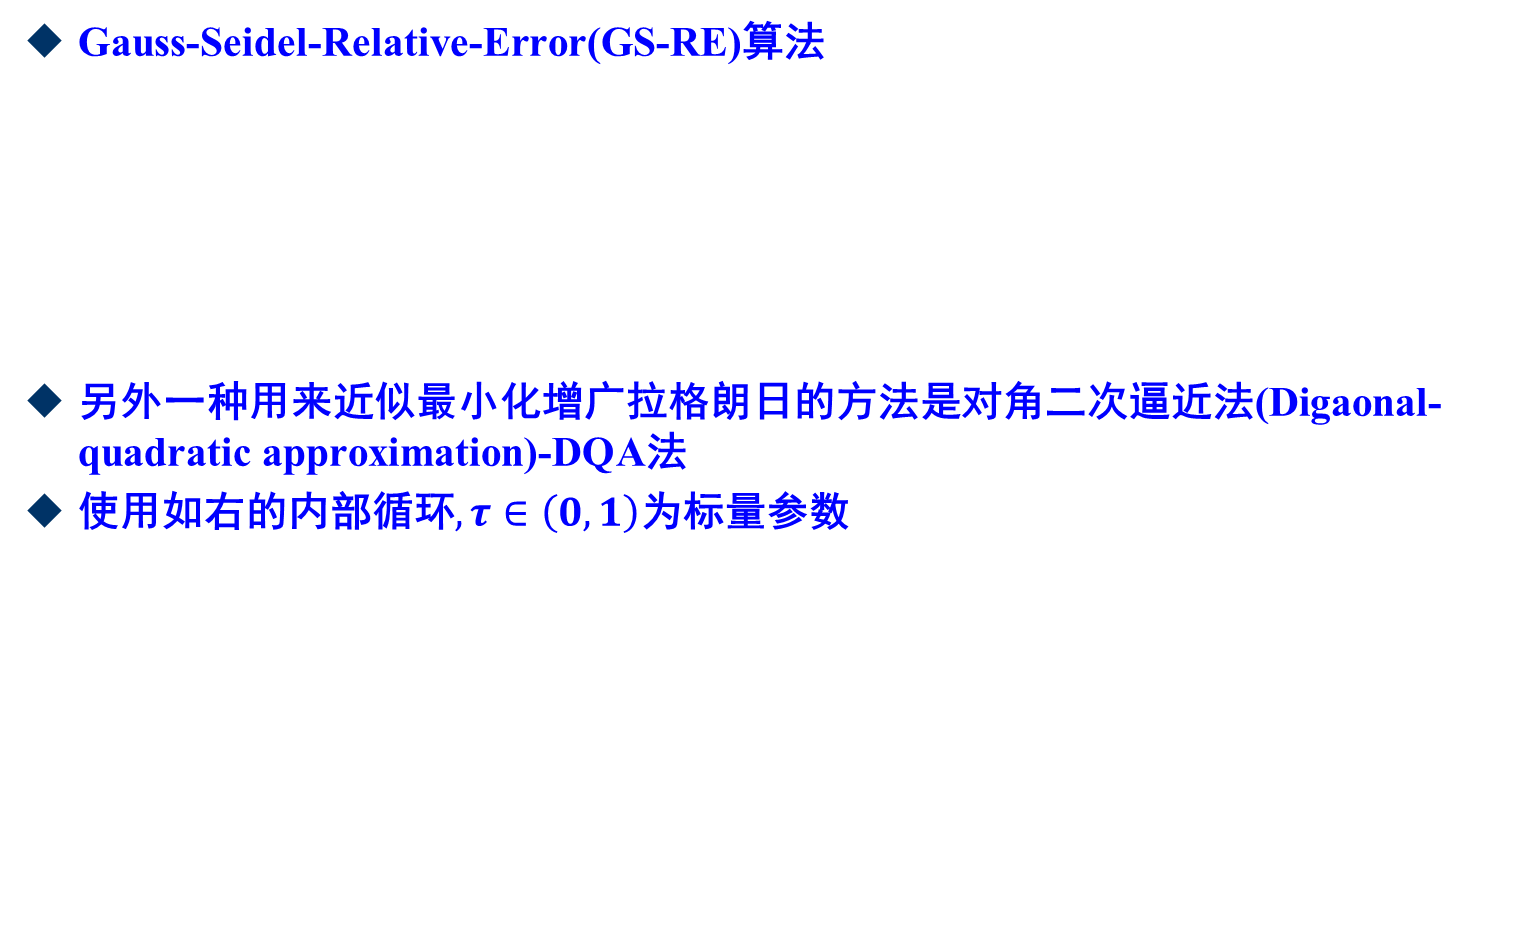 ◆ Gauss-Seidel-Relative-Error(GS-RE)算法
◆ 另外一种用来近似最小化增广拉格朗日的方法是对角二次逼近法(Digaonal-
quadratic approximation)-DQA法
◆ 使用如右的内部循环,τ ∈ (0,1)为标量参数